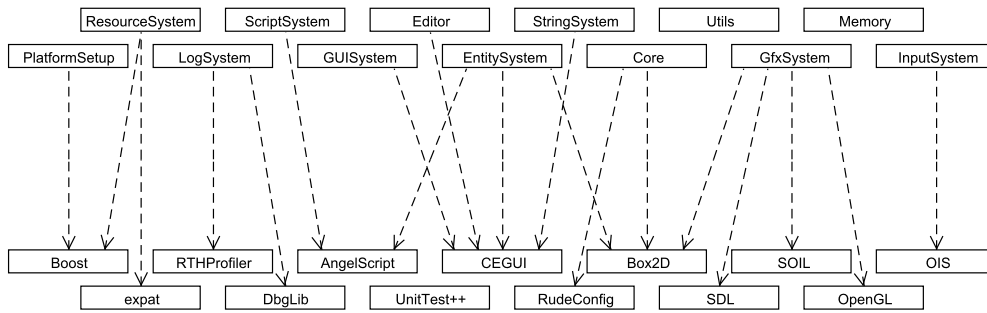 ResourceSystem ScriptSystem Editor StringSystem Utils Memory
PlatformSetup LogSystem GUISystem EntitySystem Core GfxSystem InputSystem
Boost RTHProfiler AngelScript CEGUI Box2D SOIL OIS
expat DbgLib UnitTest++ RudeConfig SDL OpenGL